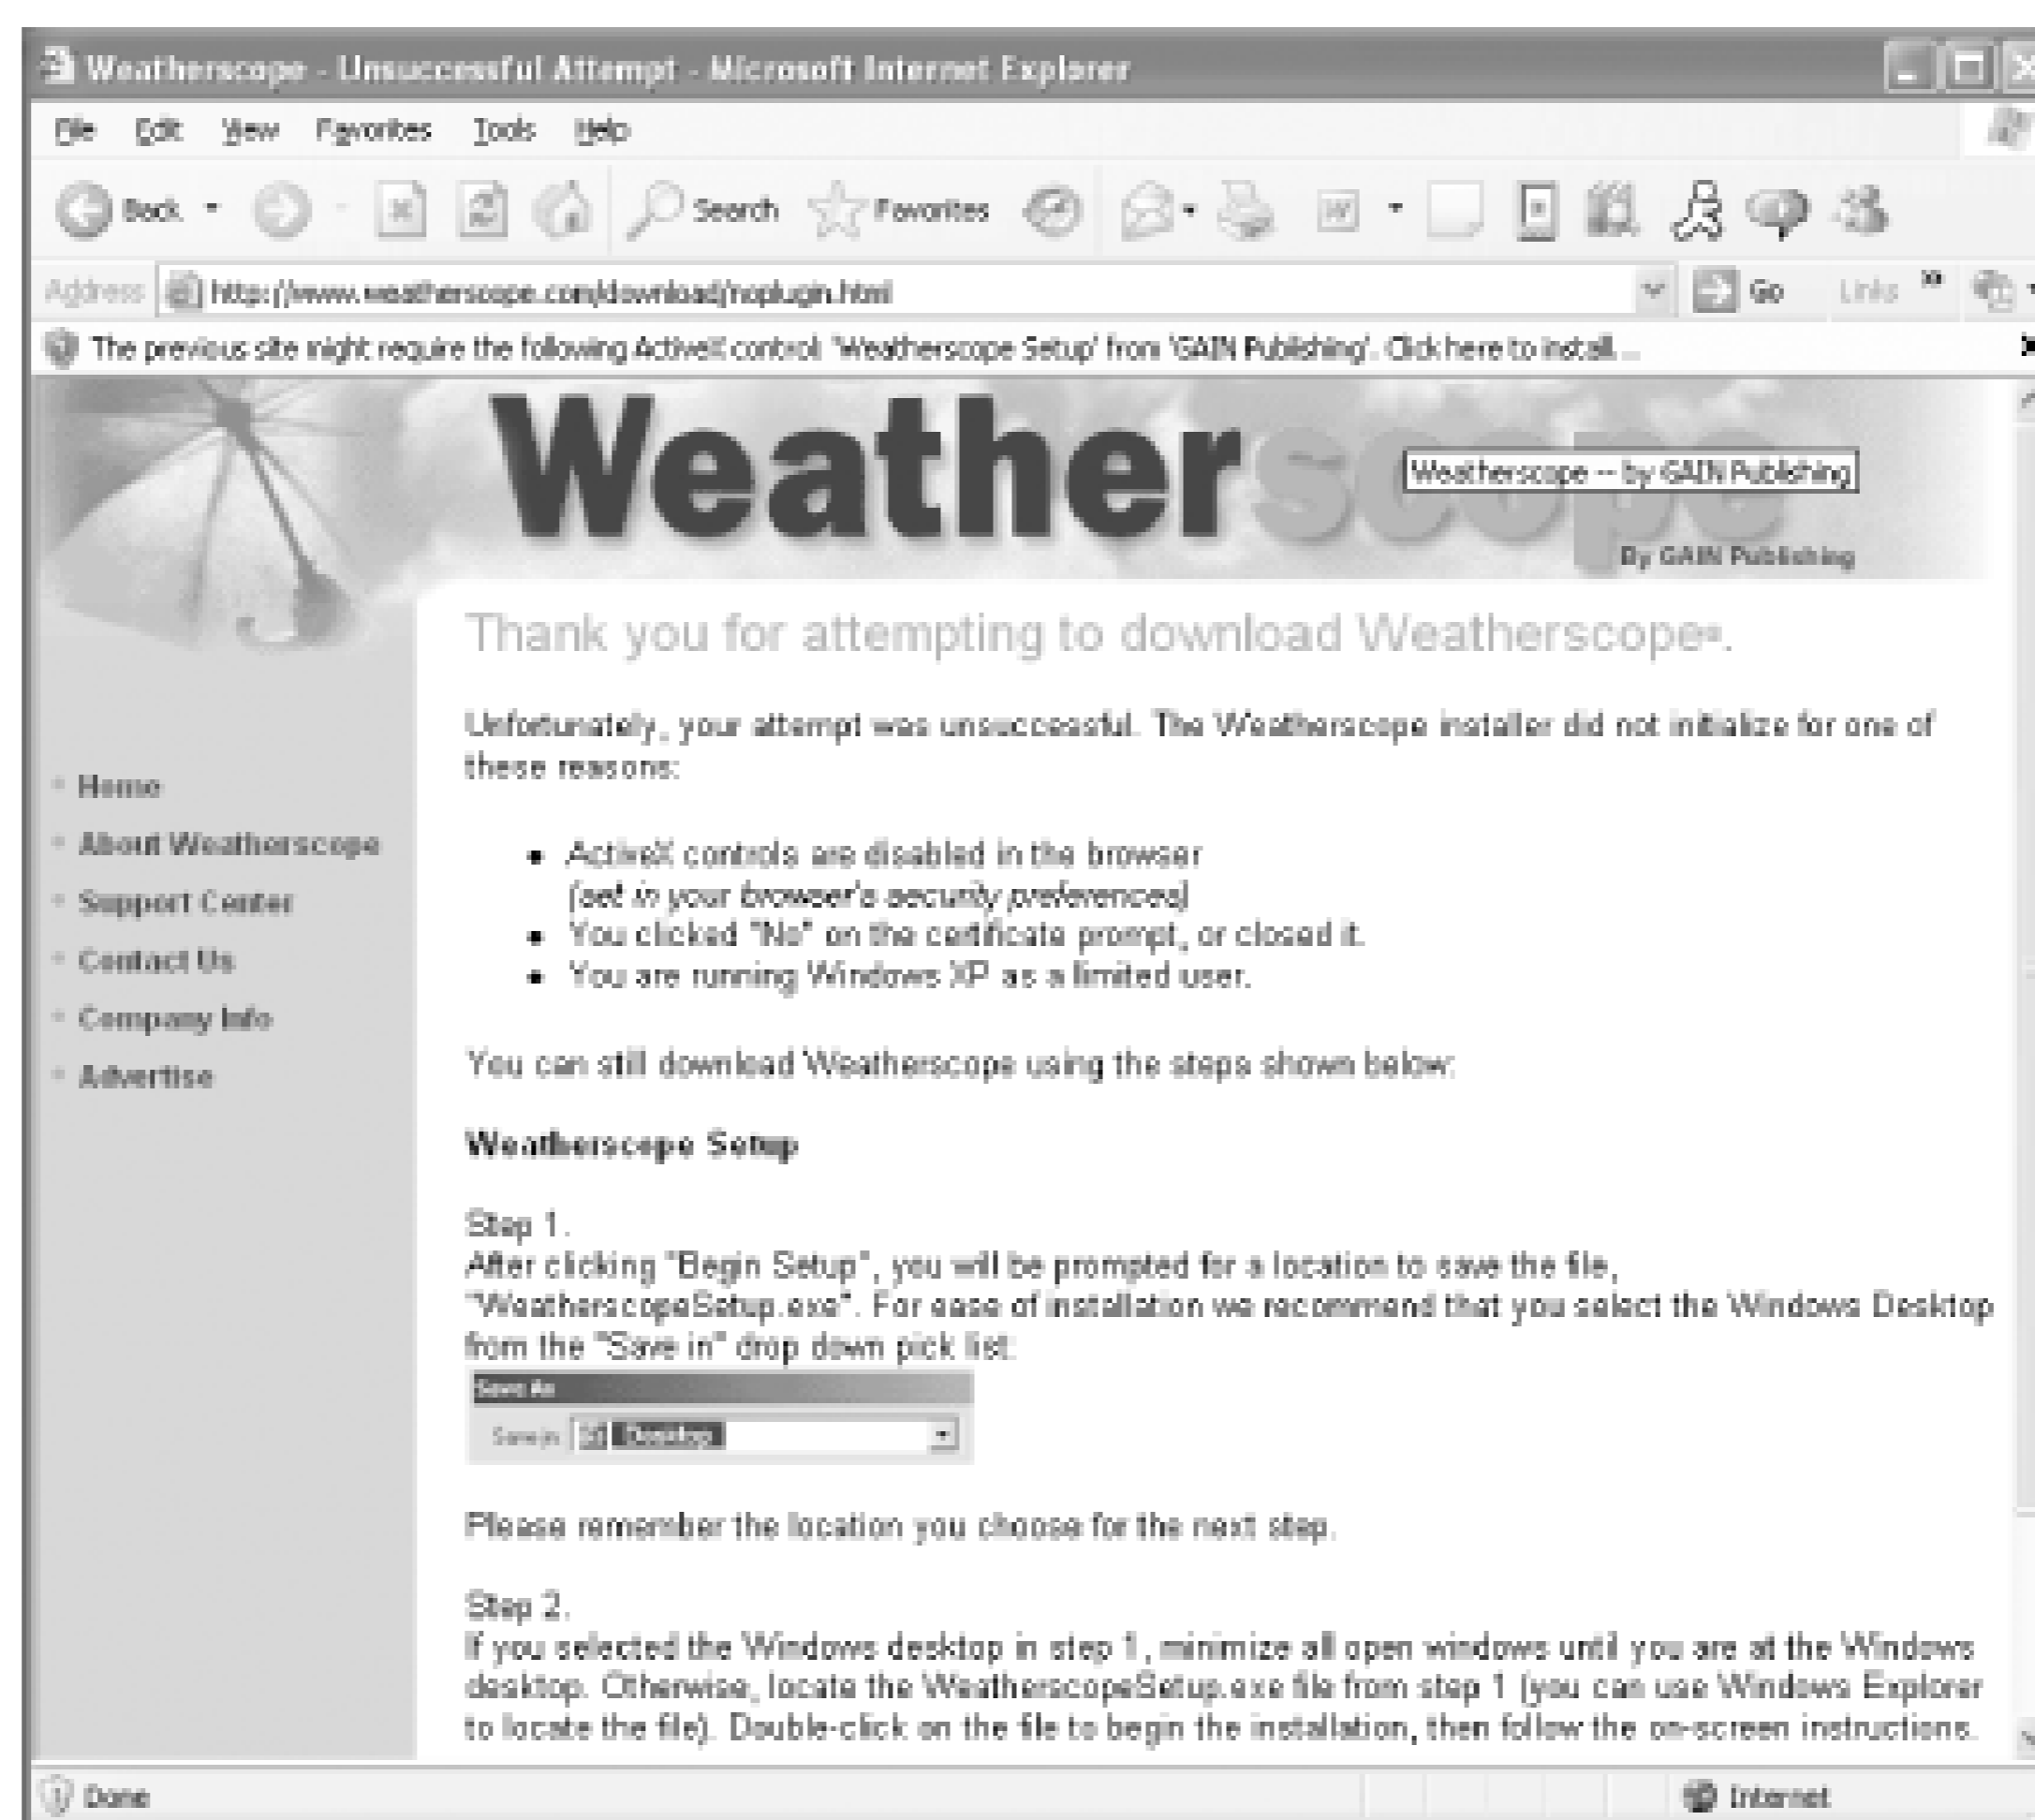 Weatherscope - Unsuccessful Attempt - Microsoft Internet Explorer
File Edit View Favorites Tools Help
Back Search Favorites
Address http://www.weatherscope.com/download/noplugin.html Go Links »
The previous site might require the following ActiveX control: 'Weatherscope Setup' from 'GAIN Publishing'. Click here to install...
Weatherscope
Weatherscope -- by GAIN Publishing
By GAIN Publishing
Thank you for attempting to download Weatherscope®.
Unfortunately, your attempt was unsuccessful. The Weatherscope installer did not initialize for one of
these reasons:
Home
About Weatherscope
Support Center
Contact Us
Company Info
Advertise
• ActiveX controls are disabled in the browser
(set in your browser's security preferences)
• You clicked "No" on the certificate prompt, or closed it.
• You are running Windows XP as a limited user.
You can still download Weatherscope using the steps shown below:
Weatherscope Setup
Step 1.
After clicking "Begin Setup", you will be prompted for a location to save the file,
"WeatherscopeSetup.exe". For ease of installation we recommend that you select the Windows Desktop
from the "Save in" drop down pick list:
Save As
Save in: Desktop
Please remember the location you choose for the next step.
Step 2.
If you selected the Windows desktop in step 1, minimize all open windows until you are at the Windows
desktop. Otherwise, locate the WeatherscopeSetup.exe file from step 1 (you can use Windows Explorer
to locate the file). Double-click on the file to begin the installation, then follow the on-screen instructions.
Done Internet